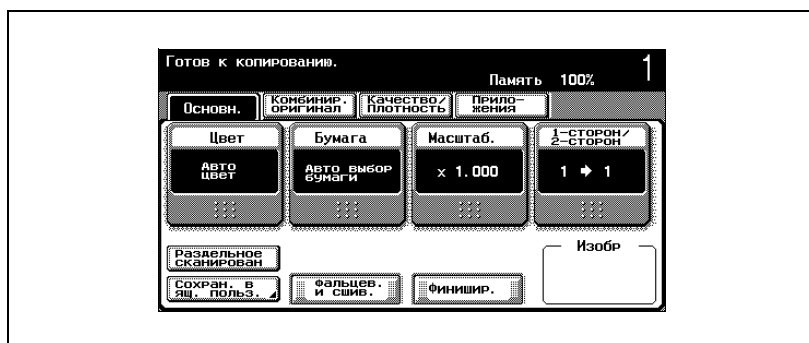 Готов к копированию.
Память 100% 1
Основн. Комбинир. оригинал Качество/ плотность Прило- жения
Цвет Бумага Масштаб. 1-сторон/ 2-сторон
Авто цвет Авто выбор бумаги x 1.000 1 ➔ 1
Изобр
Раздельное сканирован
Сохран. в ящ. польз. Фальцев. и сшив. Финишир.